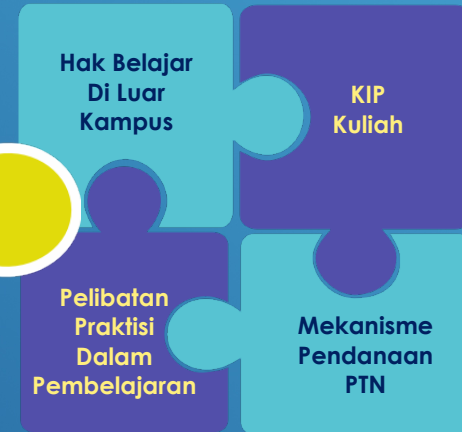 Hak Belajar
Di Luar
Kampus
KIP
Kuliah
Pelibatan
Praktisi
Dalam
Pembelajaran
Mekanisme
Pendanaan
PTN